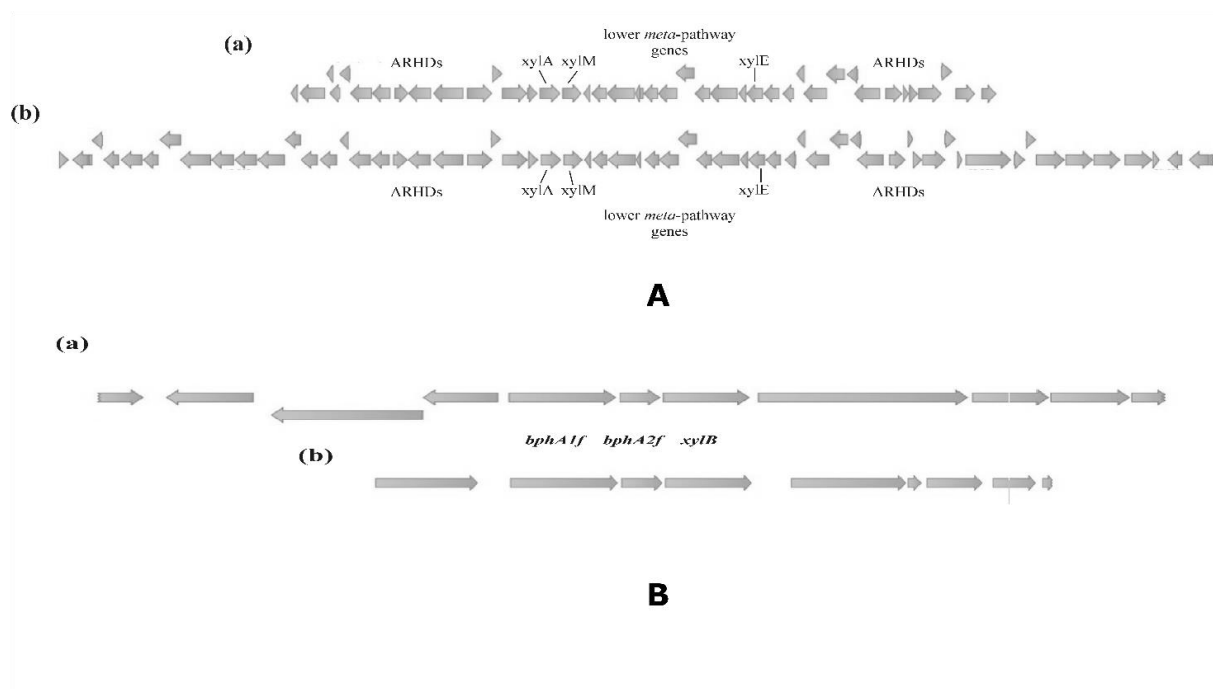 lower meta-pathway
genes
(a)
ARHDs
xylA
xylM
xylE
ARHDs
(b)
ARHDs
xylA
xylM
xylE
ARHDs
lower meta-pathway
genes
A
(a)
bphA1f bphA2f xylB
(b)
B